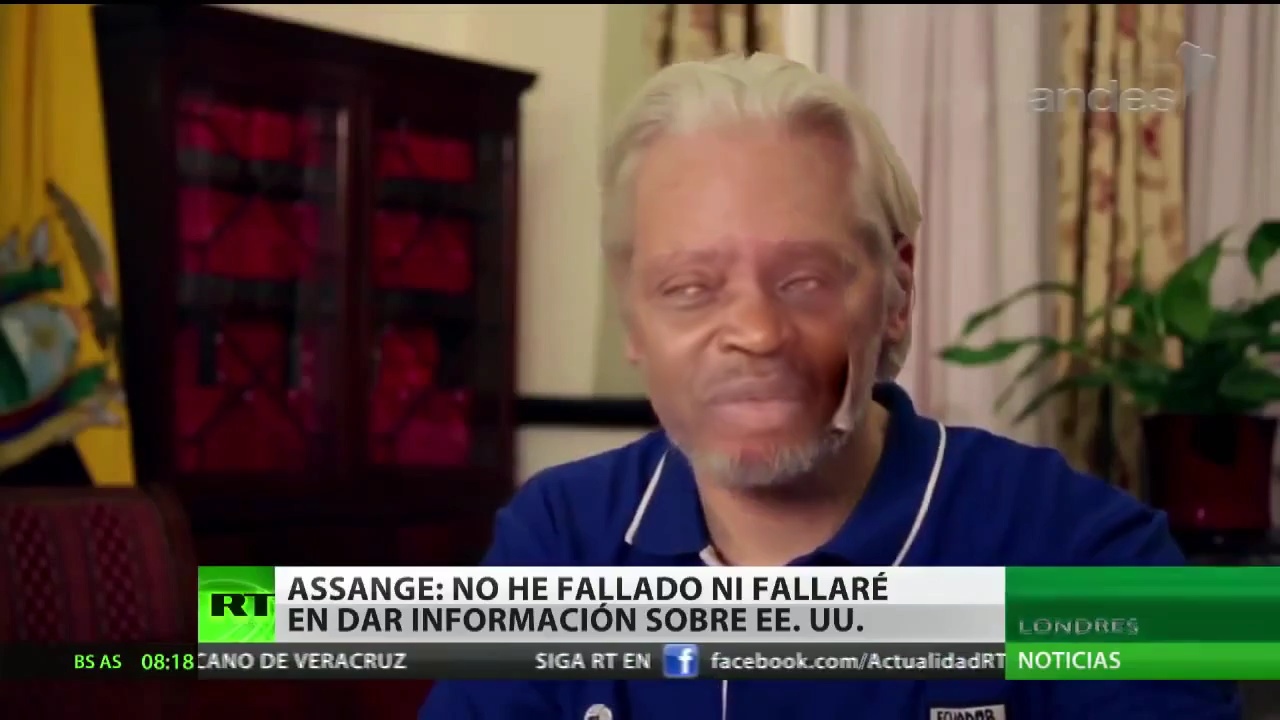 andes
RT
ASSANGE: NO HE FALLADO NI FALLARÉ
EN DAR INFORMACIÓN SOBRE EE. UU.
LONDRES
BS AS 08:18 CANO DE VERACRUZ SIGA RT EN f facebook.com/ActualidadRT
NOTICIAS
ECUADOR